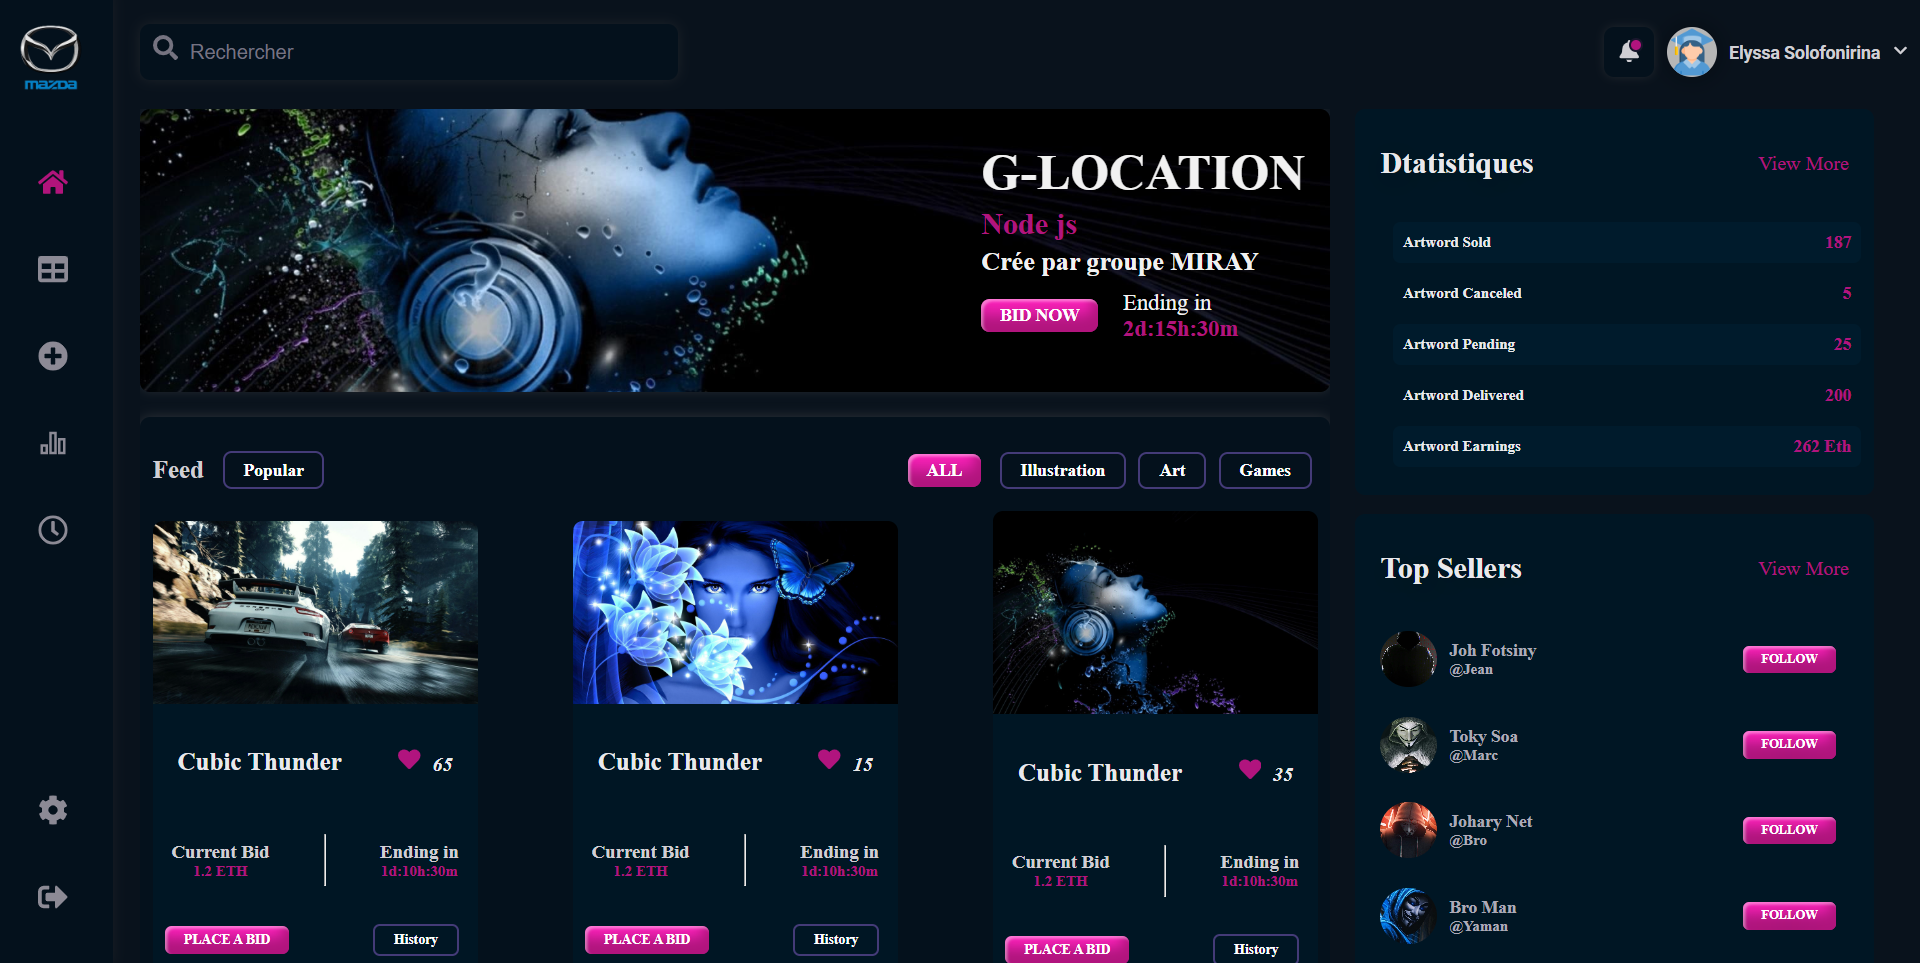 mazda
Rechercher
Elyssa Solofonirina
G-LOCATION
Node js
Crée par groupe MIRAY
BID NOW
Ending in
2d:15h:30m
Dtatistiques
View More
Artword Sold
187
Artword Canceled
5
Artword Pending
25
Artword Delivered
200
Artword Earnings
262 Eth
Feed
Popular
ALL
Illustration
Art
Games
Cubic Thunder
65
Current Bid
1.2 ETH
Ending in
1d:10h:30m
PLACE A BID
History
Cubic Thunder
15
Current Bid
1.2 ETH
Ending in
1d:10h:30m
PLACE A BID
History
Cubic Thunder
35
Current Bid
1.2 ETH
Ending in
1d:10h:30m
PLACE A BID
History
Top Sellers
View More
Joh Fotsiny
@Jean
FOLLOW
Toky Soa
@Marc
FOLLOW
Johary Net
@Bro
FOLLOW
Bro Man
@Yaman
FOLLOW